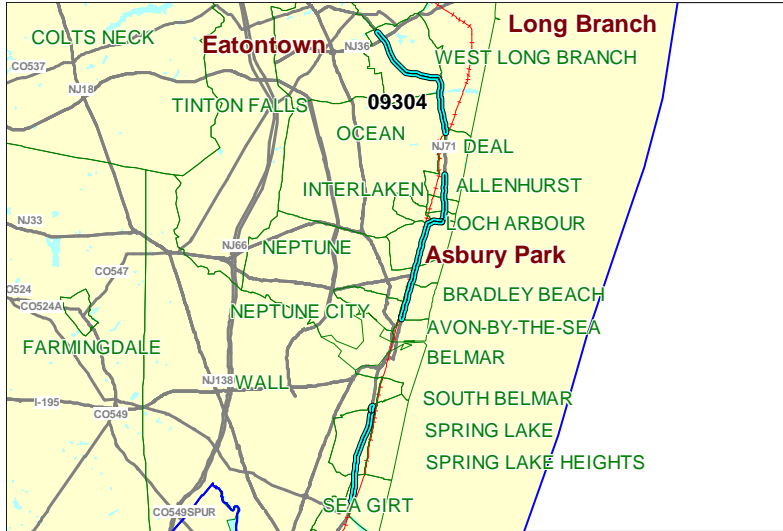 Long Branch
COLTS NECK
Eatontown
NJ36
WEST LONG BRANCH
CO537
NJ18
TINTON FALLS
09304
OCEAN
NJ71
DEAL
INTERLAKEN
ALLENHURST
NJ33
LOCH ARBOUR
NJ66
NEPTUNE
Asbury Park
CO547
O524
BRADLEY BEACH
CO524A
NEPTUNE CITY
AVON-BY-THE-SEA
FARMINGDALE
BELMAR
NJ138
WALL
I-195
SOUTH BELMAR
CO549
SPRING LAKE
SPRING LAKE HEIGHTS
SEA GIRT
CO549SPUR